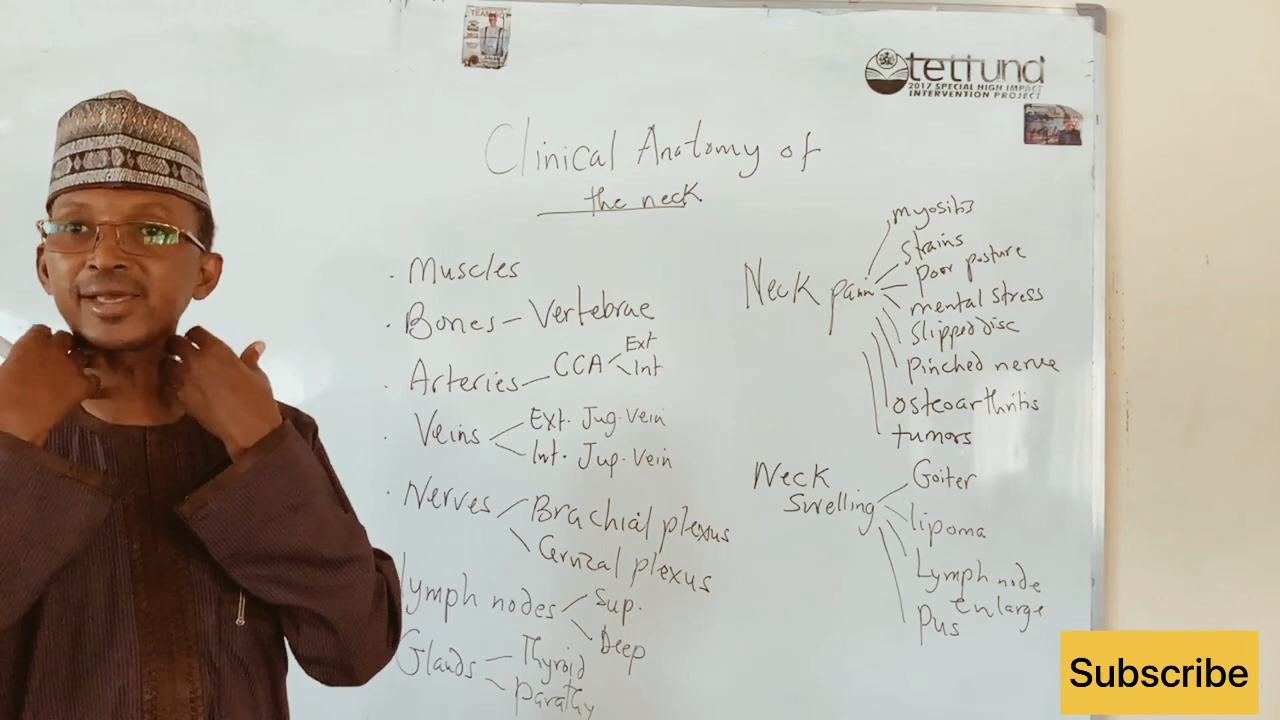 tetfund
2017 SPECIAL HIGH IMPACT
INTERVENTION PROJECT
Clinical Anatomy of
the neck
· Muscles
· Bones – Vertebrae
· Arteries – CCA Ext
Int
· Veins Ext. Jug. Vein
Int. Jup. Vein
· Nerves Brachial plexus
Cervical plexus
Lymph nodes Sup.
Deep
Glands Thyroid
Parathy
Neck pain
myositis
Strains
Poor posture
mental stress
Slipped disc
Pinched nerve
Osteoarthritis
tumors
Neck
Swelling
Goiter
lipoma
Lymph node
enlarge
Pus
Subscribe